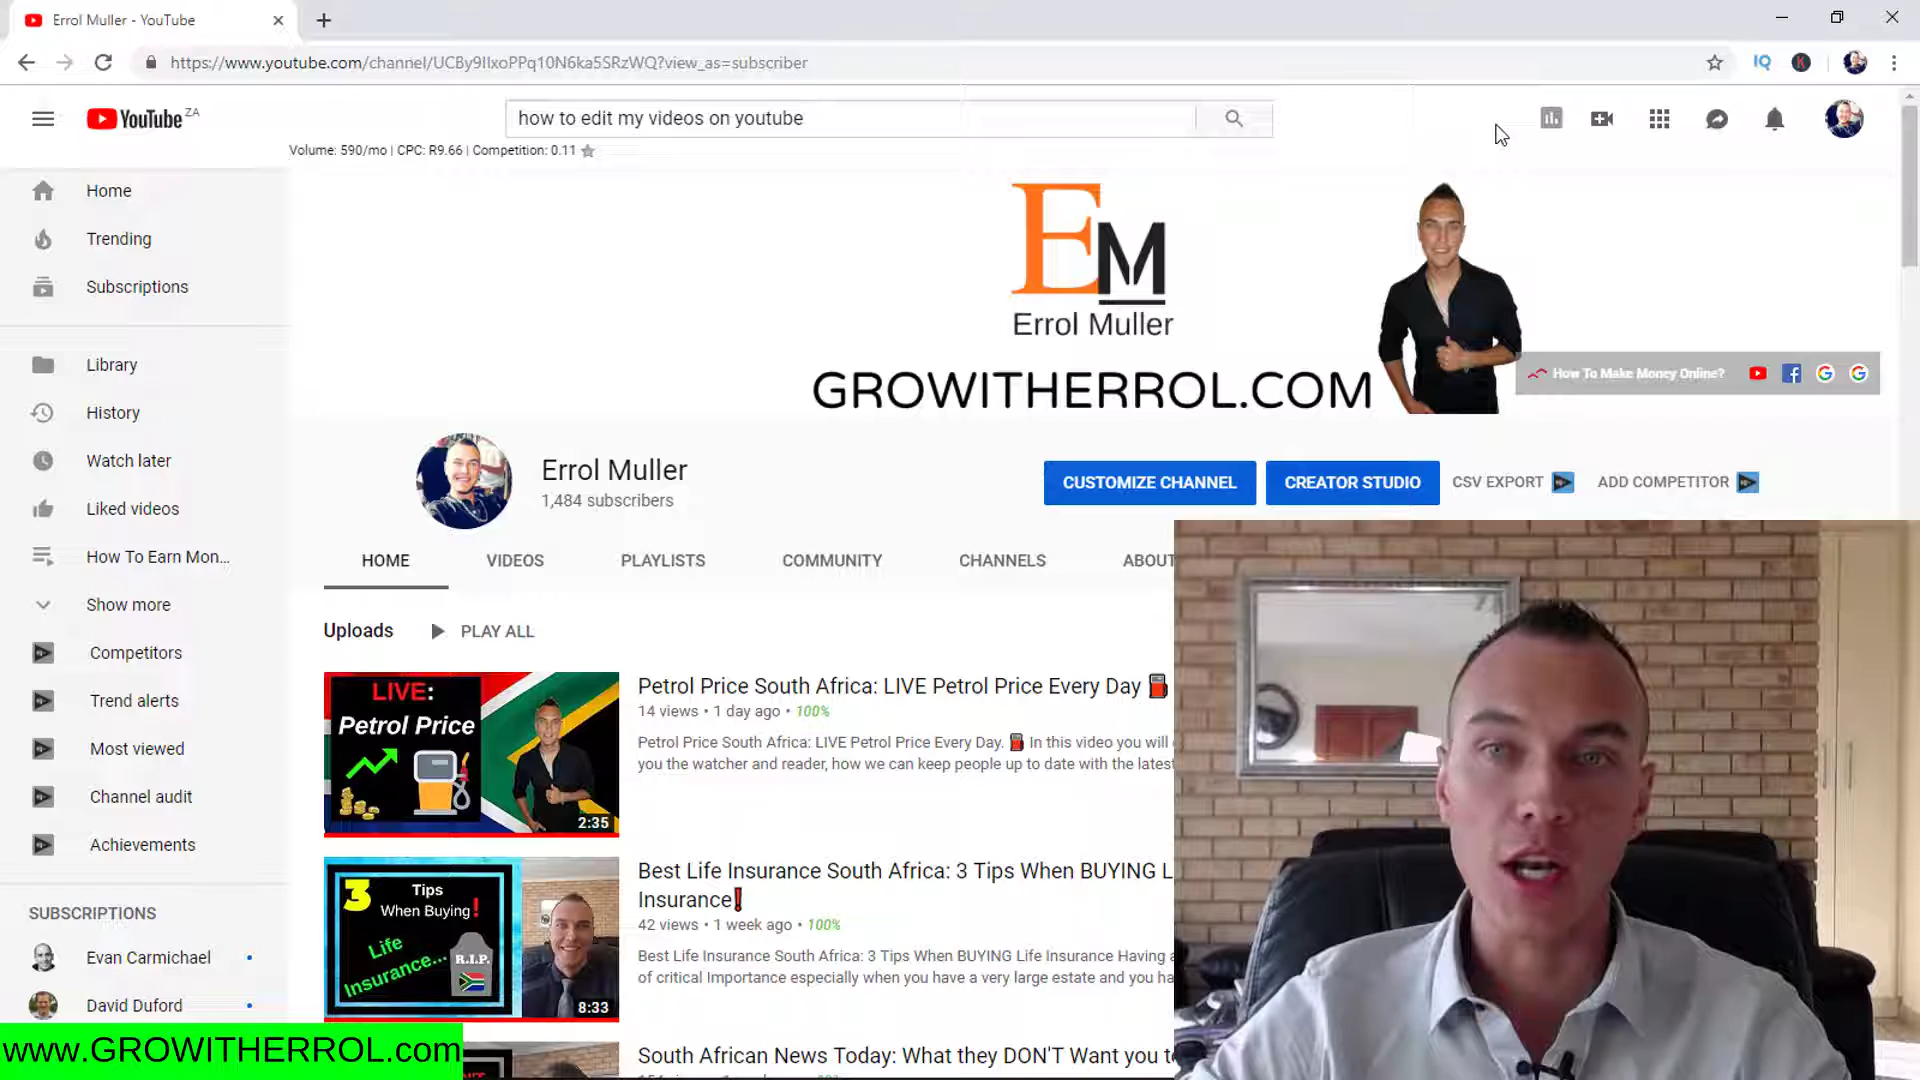 Errol Muller - YouTube
https://www.youtube.com/channel/UCBy9IlxoPPq10N6ka5SRzWQ?view_as=subscriber
IQ
K
YouTube ZA
how to edit my videos on youtube
Volume: 590/mo | CPC: R9.66 | Competition: 0.11
Home
Trending
Subscriptions
Library
History
Watch later
Liked videos
How To Earn Mon...
Show more
Competitors
Trend alerts
Most viewed
Channel audit
Achievements
SUBSCRIPTIONS
Evan Carmichael
David Duford
www.GROWITHERROL.com
EM
Errol Muller
GROWITHERROL.COM
How To Make Money Online?
Errol Muller
1,484 subscribers
CUSTOMIZE CHANNEL
CREATOR STUDIO
CSV EXPORT
ADD COMPETITOR
HOME
VIDEOS
PLAYLISTS
COMMUNITY
CHANNELS
ABOUT
Uploads
PLAY ALL
LIVE:
Petrol Price
2:35
Petrol Price South Africa: LIVE Petrol Price Every Day
14 views • 1 day ago • 100%
Petrol Price South Africa: LIVE Petrol Price Every Day. In this video you will
you the watcher and reader, how we can keep people up to date with the latest
3 Tips
When Buying!
Life
Insurance...
R.I.P.
8:33
Best Life Insurance South Africa: 3 Tips When BUYING L
Insurance❗
42 views • 1 week ago • 100%
Best Life Insurance South Africa: 3 Tips When BUYING Life Insurance Having a
of critical Importance especially when you have a very large estate and you ha
South African News Today: What they DON'T Want you to